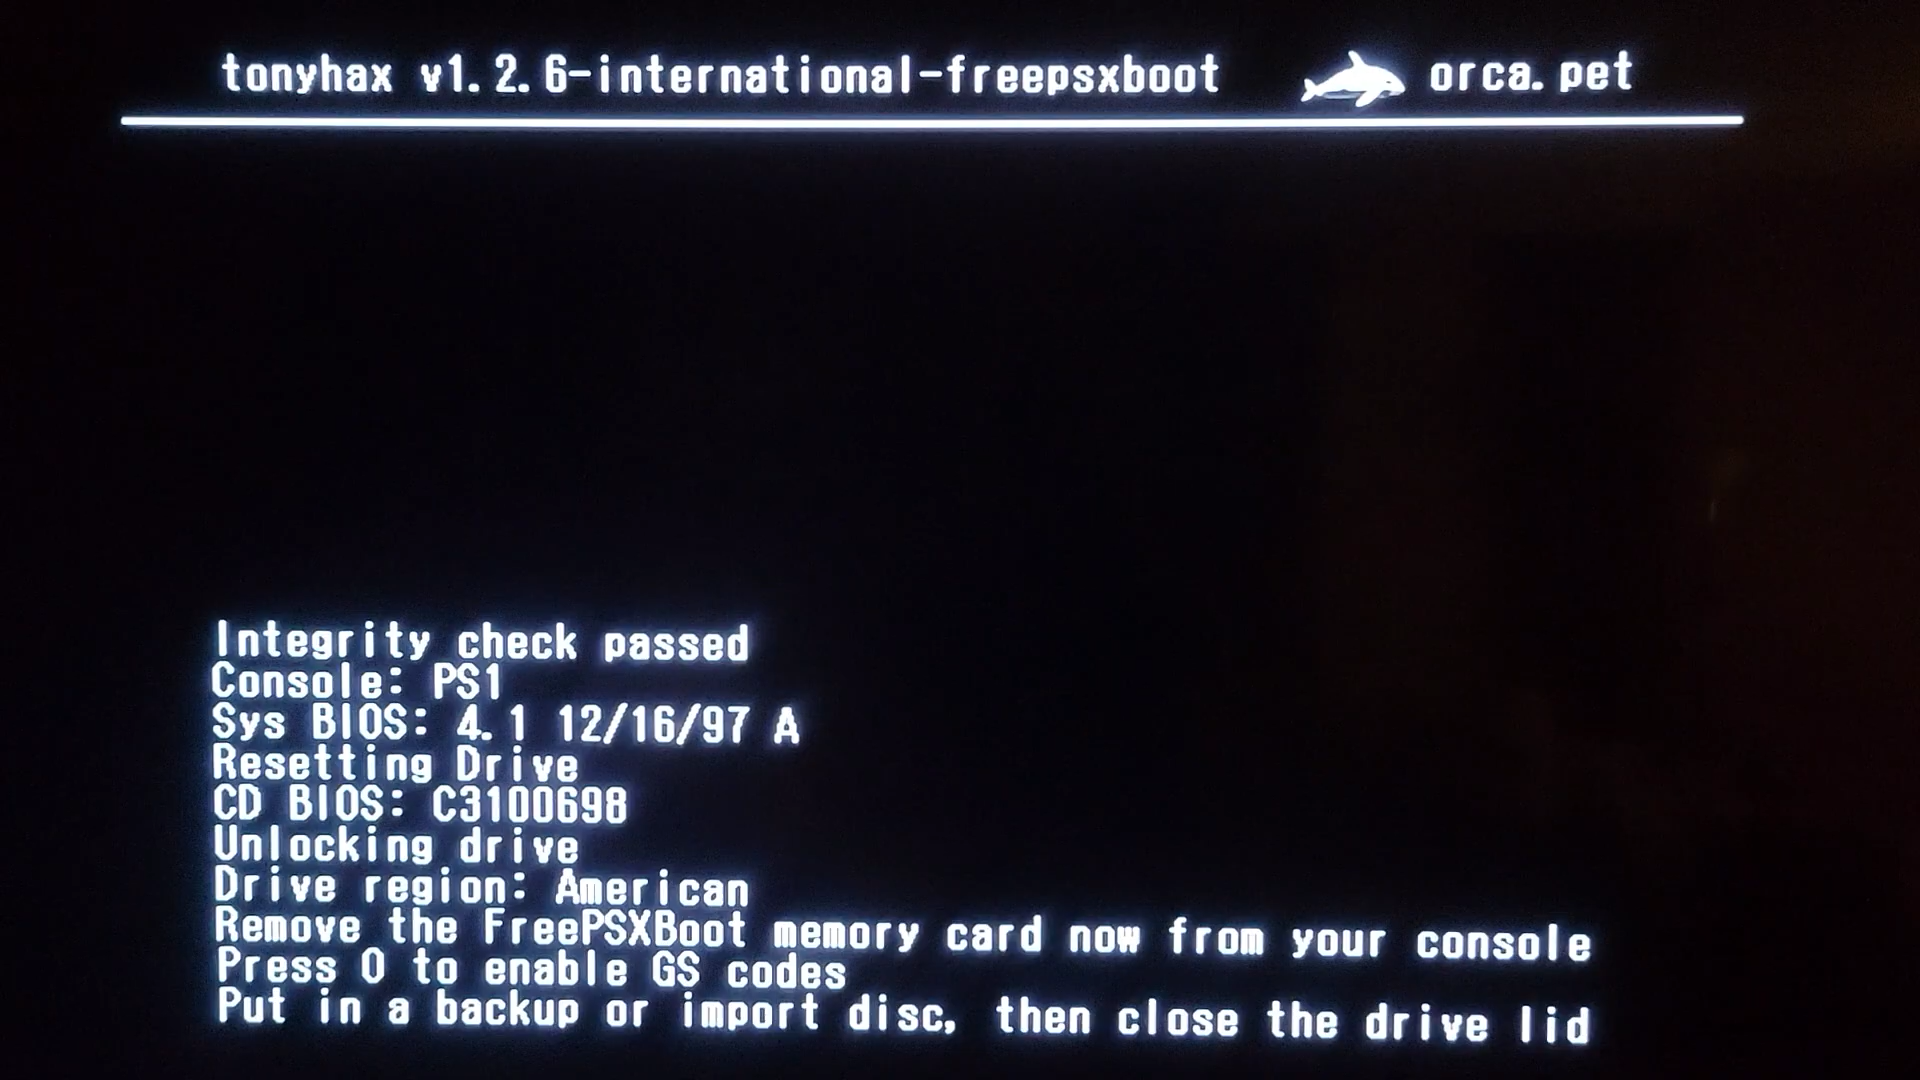 tonyhax v1.2.6-international-freepsxboot orca.pet
Integrity check passed
Console: PS1
Sys BIOS: 4.1 12/16/97 A
Resetting Drive
CD BIOS: C3100698
Unlocking drive
Drive region: American
Remove the FreePSXBoot memory card now from your console
Press O to enable GS codes
Put in a backup or import disc, then close the drive lid